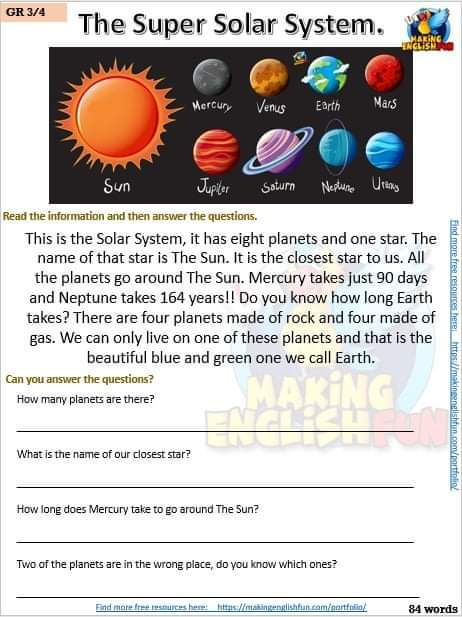 GR 3/4
The Super Solar System.
MAKING
ENGLISH FUN
Mercury
Venus
Earth
Mars
Sun
Jupiter
Saturn
Neptune
Uranus
Read the information and then answer the questions.
This is the Solar System, it has eight planets and one star. The
name of that star is The Sun. It is the closest star to us. All
the planets go around The Sun. Mercury takes just 90 days
and Neptune takes 164 years!! Do you know how long Earth
takes? There are four planets made of rock and four made of
gas. We can only live on one of these planets and that is the
beautiful blue and green one we call Earth.
Can you answer the questions?
How many planets are there?
What is the name of our closest star?
How long does Mercury take to go around The Sun?
Two of the planets are in the wrong place, do you know which ones?
MAKING
ENGLISH FUN
Find more free resources here: https://makingenglishfun.com/portfolio/
Find more free resources here: https://makingenglishfun.com/portfolio/
84 words